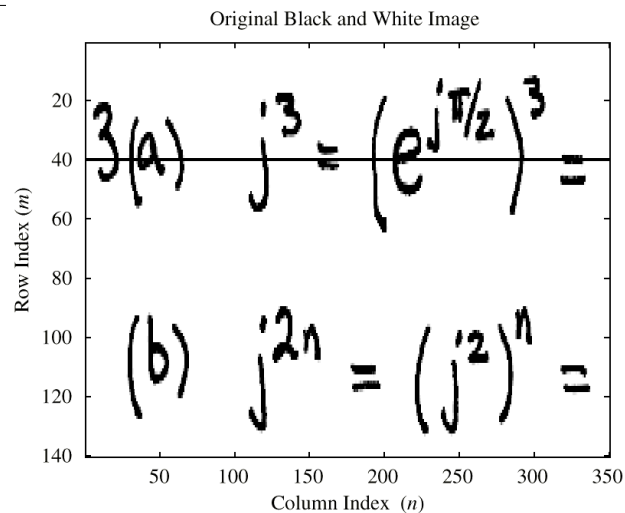 Original Black and White Image
20
40
60
80
100
120
140
Row Index (m)
3(a) j³ = (e^{jπ/2})³ =
(b) j^{2n} = (j²)ⁿ =
50 100 150 200 250 300 350
Column Index (n)